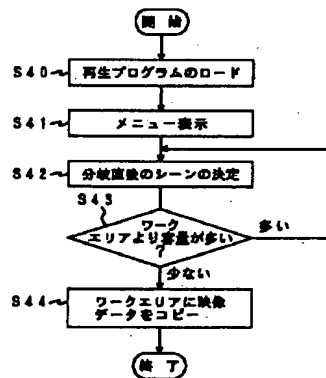 開 始
S40 再生プログラムのロード
S41 メニュー表示
S42 分岐直後のシーンの決定
S43
ワーク
エリアより容量が多い
?
多い
少ない
S44 ワークエリアに映像
データをコピー
終 了